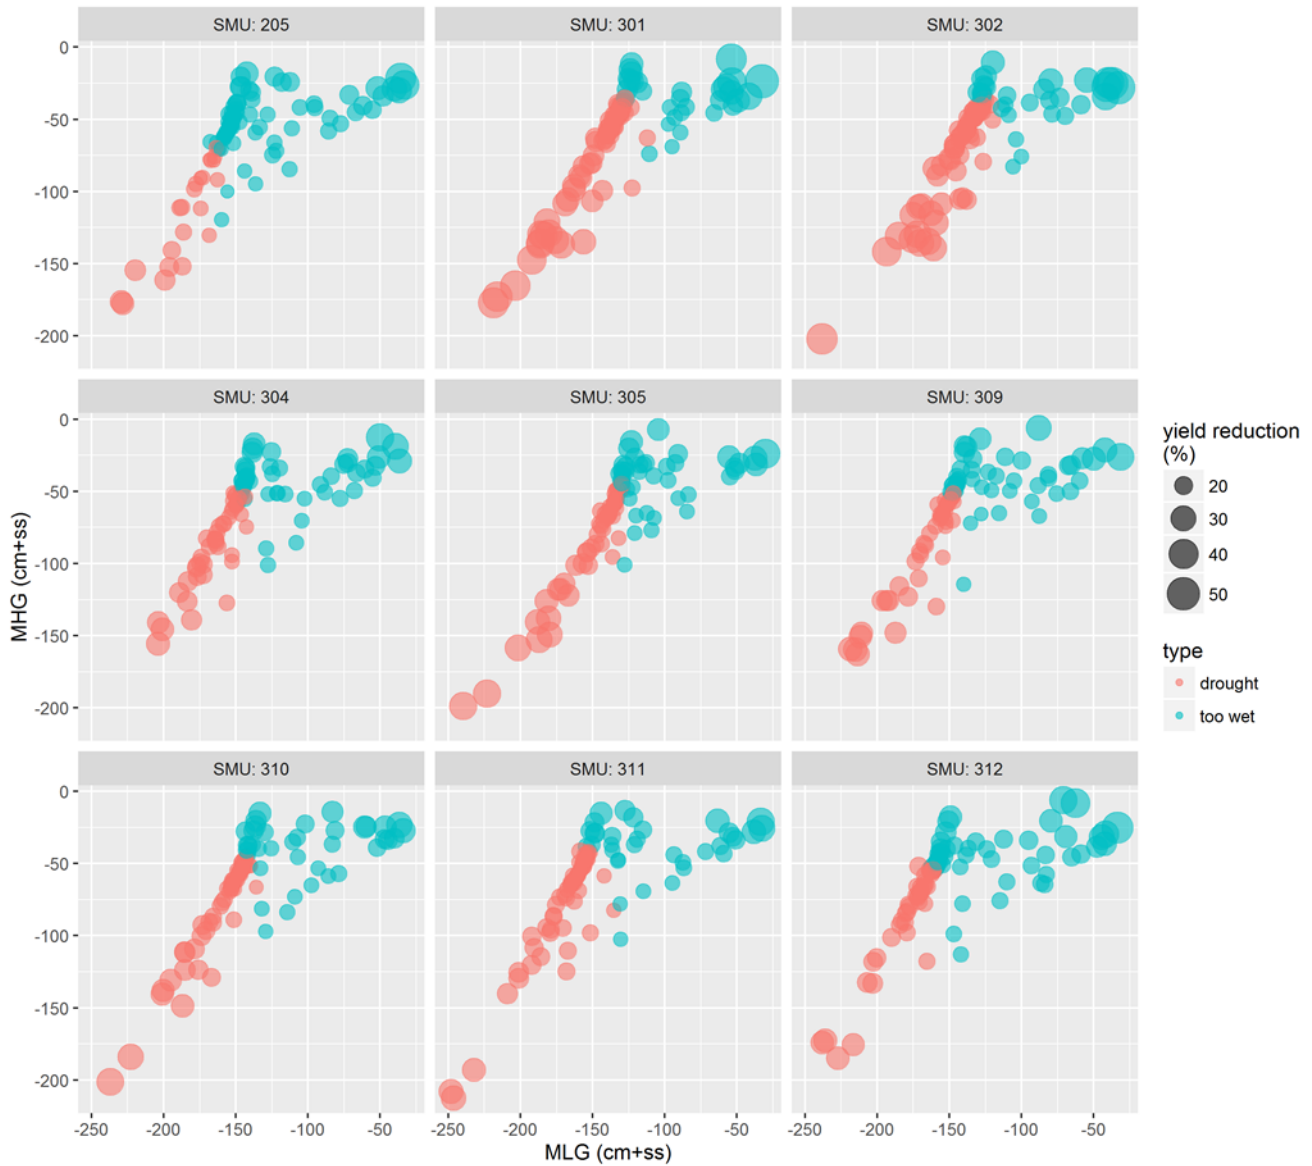 SMU: 205 SMU: 301 SMU: 302
0
-50
-100
-150
-200
SMU: 304 SMU: 305 SMU: 309
0
-50
-100
-150
-200
SMU: 310 SMU: 311 SMU: 312
0
-50
-100
-150
-200
-250 -200 -150 -100 -50 -250 -200 -150 -100 -50 -250 -200 -150 -100 -50
MLG (cm+ss)
MHG (cm+ss)
yield reduction
(%)
20
30
40
50
type
drought
too wet